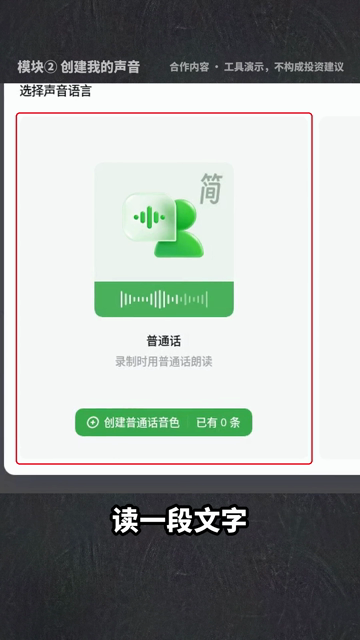 模块② 创建我的声音
合作内容 · 工具演示，不构成投资建议
选择声音语言
简
普通话
录制时用普通话朗读
创建普通话音色 已有 0 条
读一段文字